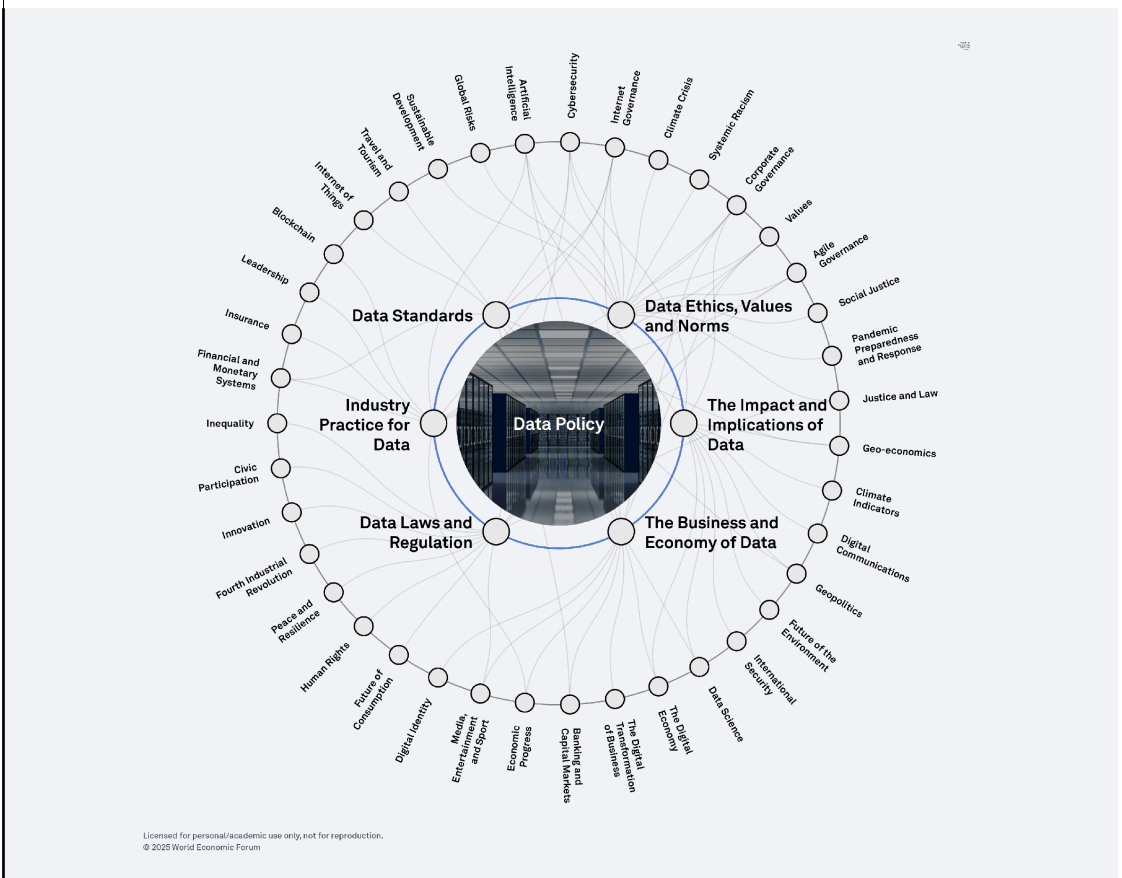 Cybersecurity
Internet
Governance
Climate Crisis
Systemic Racism
Corporate
Governance
Values
Agile
Governance
Social Justice
Pandemic
Preparedness
and Response
Justice and Law
Geo-economics
Climate
Indicators
Digital
Communications
Geopolitics
Future of the
Environment
International
Security
Data Science
The Digital
Economy
The Digital
Transformation
of Business
Banking and
Capital Markets
Economic
Progress
Media,
Entertainment
and Sport
Digital Identity
Future of
Consumption
Human Rights
Peace and
Resilience
Fourth Industrial
Revolution
Innovation
Civic
Participation
Inequality
Financial and
Monetary
Systems
Insurance
Leadership
Blockchain
Internet of
Things
Travel and
Tourism
Sustainable
Development
Global Risks
Artificial
Intelligence
Data Standards
Data Ethics, Values
and Norms
Industry
Practice for
Data
Data Policy
The Impact and
Implications of
Data
Data Laws and
Regulation
The Business and
Economy of Data
Licensed for personal/academic use only, not for reproduction.
© 2025 World Economic Forum